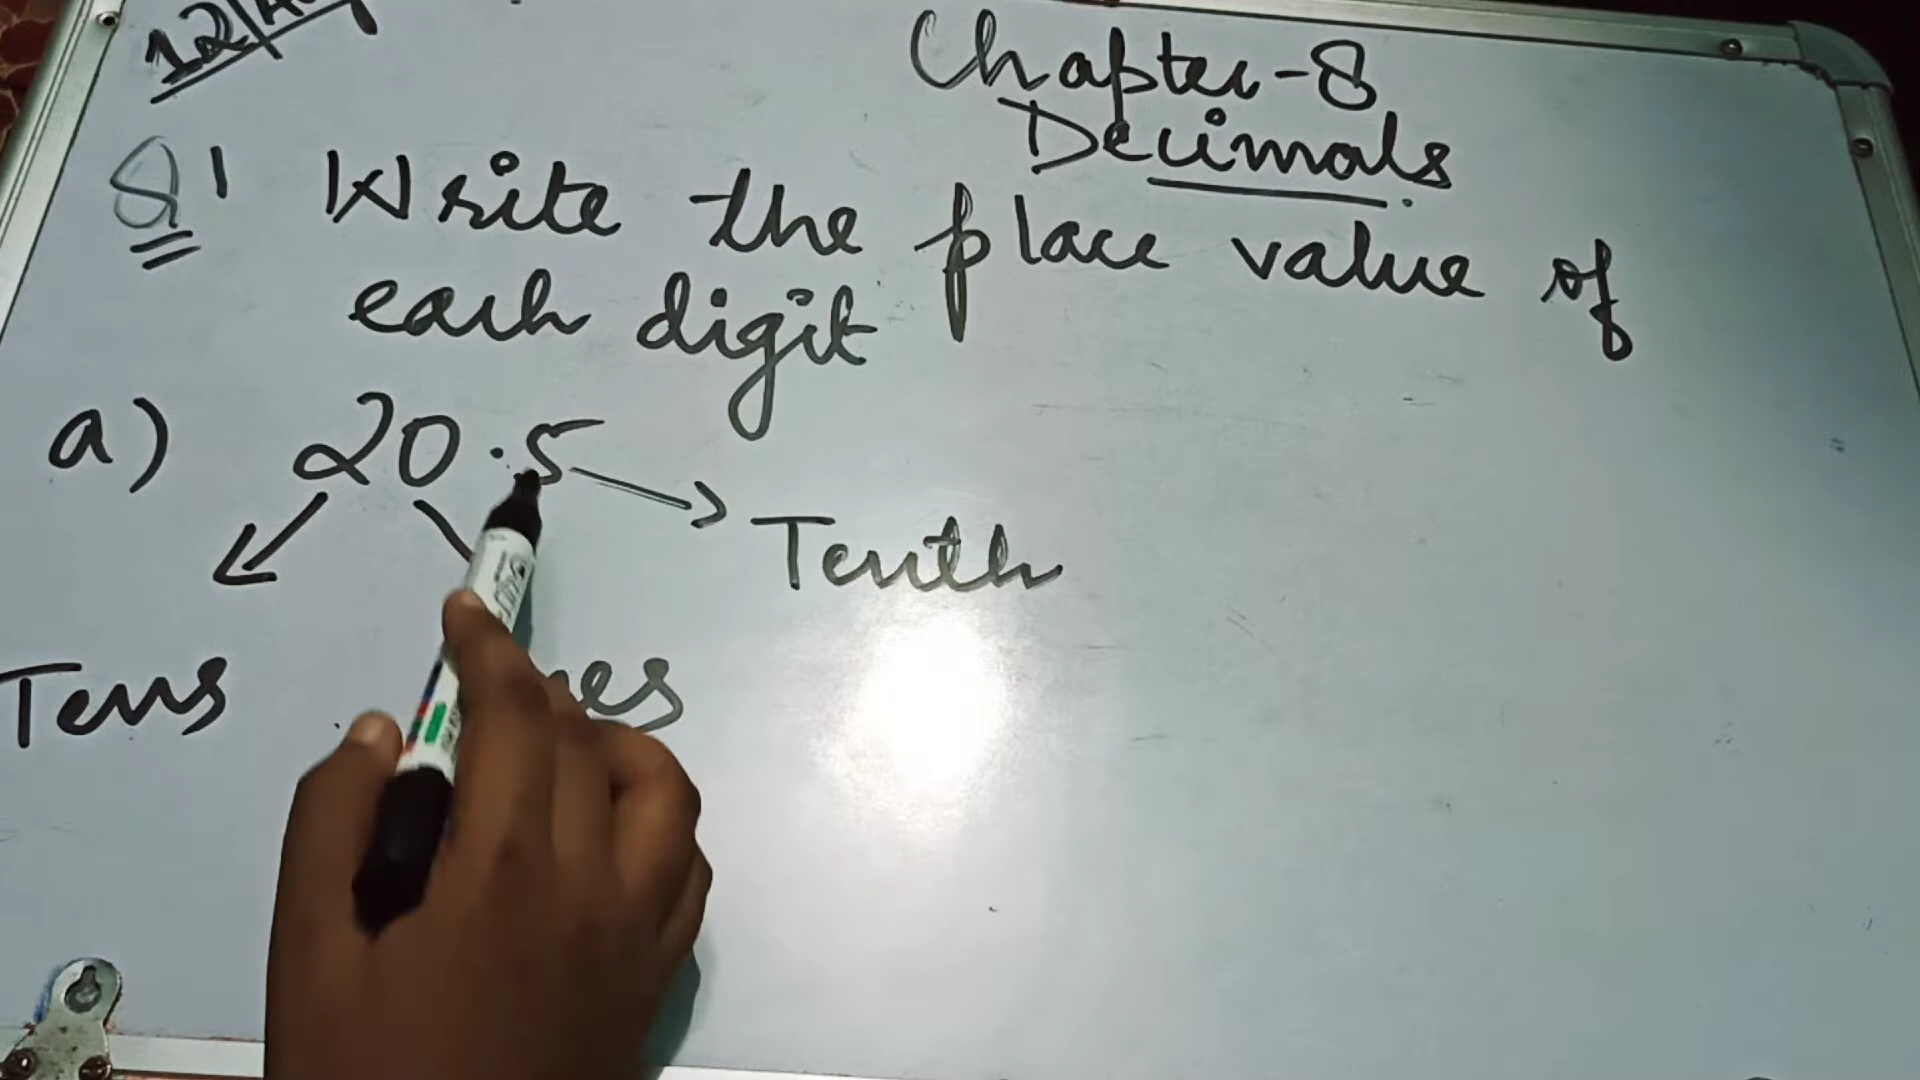 Chapter-8
Decimals
Q1 Write the place value of
each digit
a) 20.5
Tenth
Tens